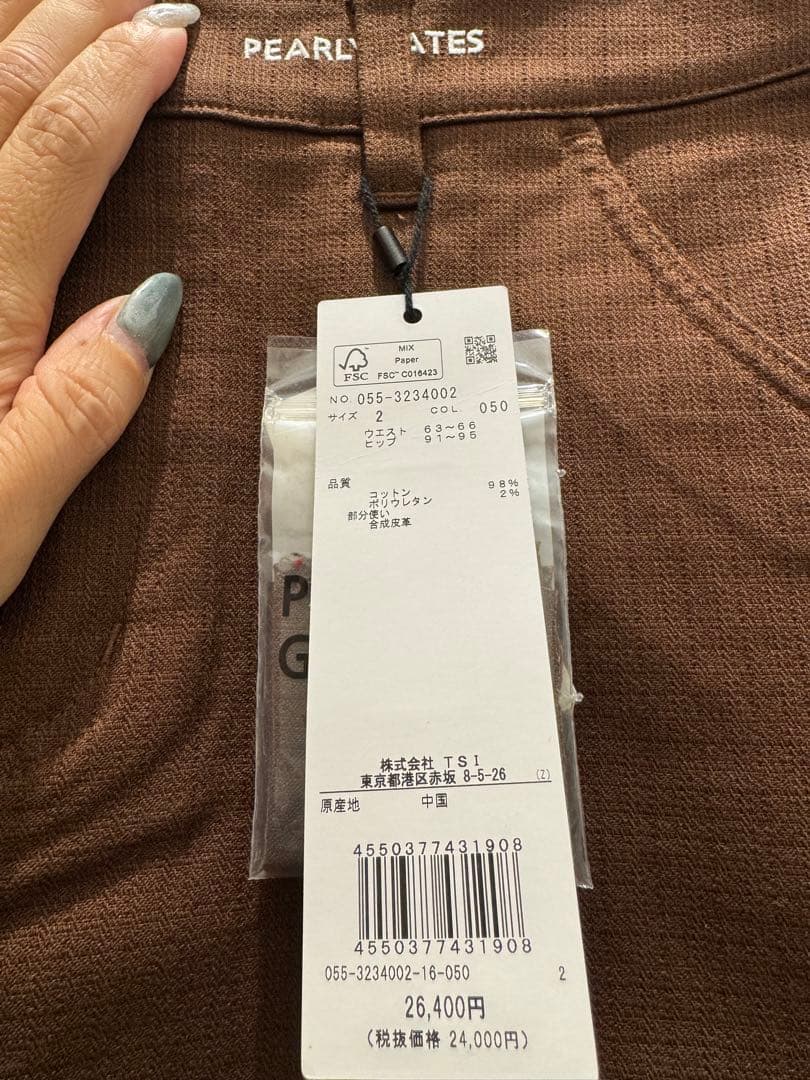 PEARLY GATES
MIX
Paper
FSC™ C016423
FSC
NO. 055-3234002
サイズ 2 COL. 050
ウエスト 63~66
ヒップ 91~95
品質
コットン 98%
ポリウレタン 2%
部分使い
合成皮革
P
G
株式会社 TSI
東京都港区赤坂 8-5-26 (Z)
原産地 中国
4550377431908
4550377431908
055-3234002-16-050 2
26,400円
(税抜価格 24,000円)